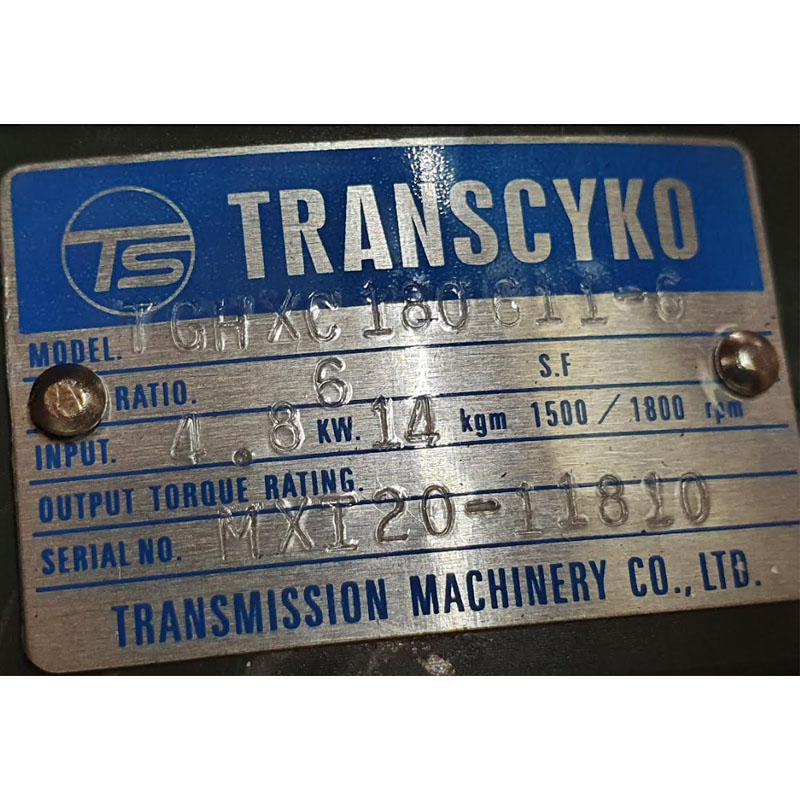 TS TRANSCYKO
MODEL. TGHXC180G11-6
RATIO. 6 S.F
INPUT. 4.8 KW. 14 kgm 1500 / 1800 rpm
OUTPUT TORQUE RATING.
SERIAL NO. MXI20-11810
TRANSMISSION MACHINERY CO., LTD.